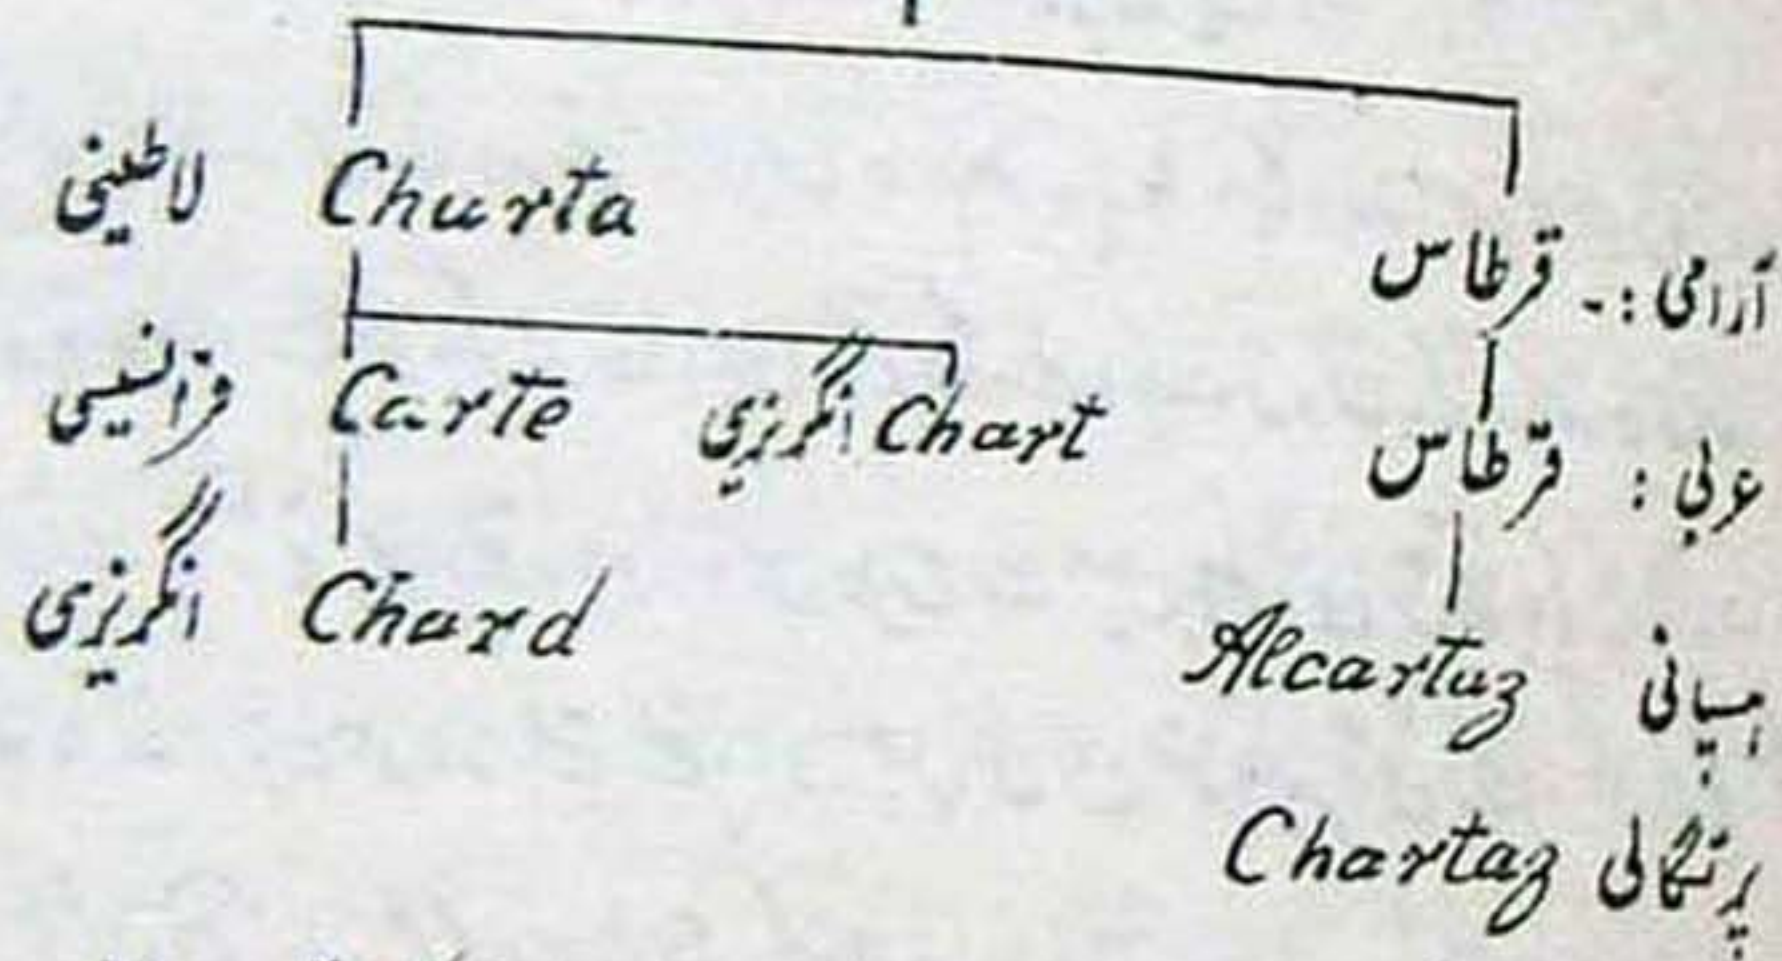 لاطینی Churta
آرامی :- قرطاس
فرانسیسی Carte
انگریزی Chart
عربی : قرطاس
انگریزی Chard
Alcartuz ہسپانی
Chartaz پرتگالی